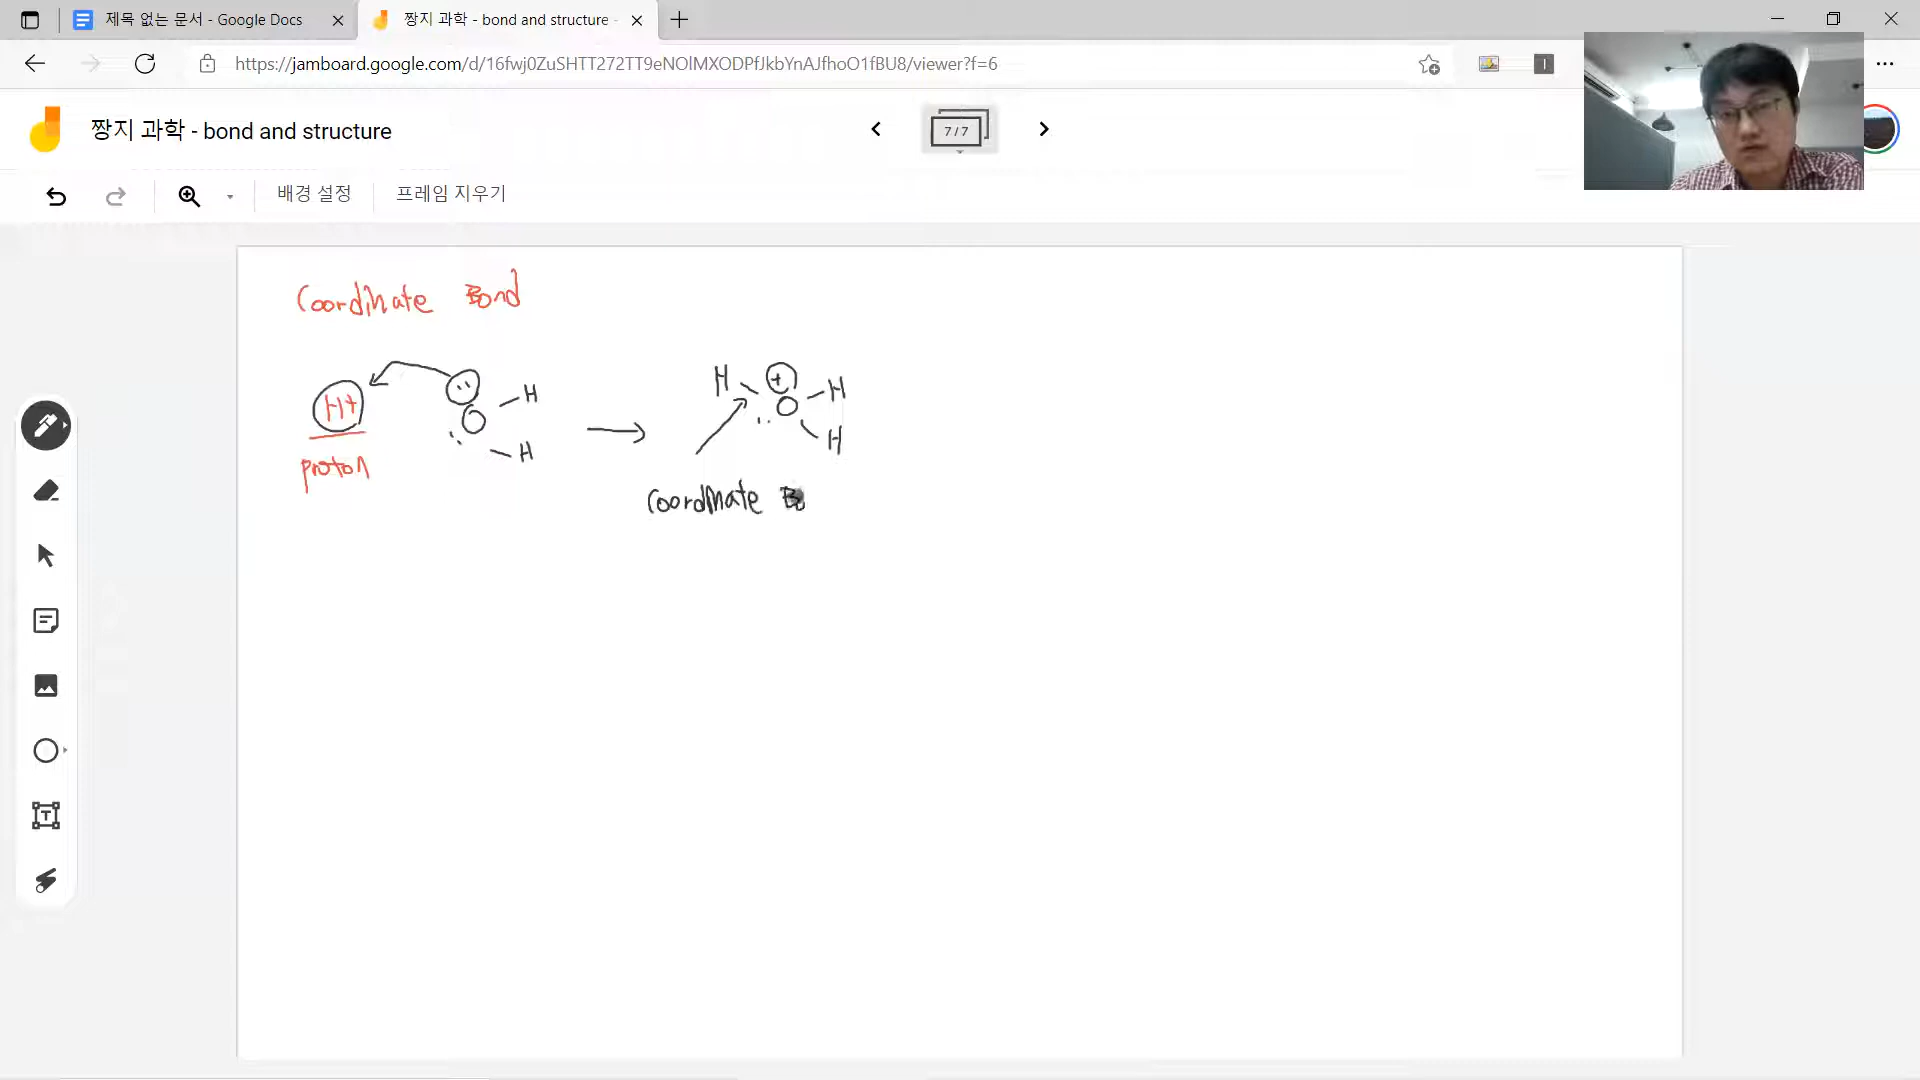 제목 없는 문서 - Google Docs
짱지 과학 - bond and structure -
https://jamboard.google.com/d/16fwj0ZuSHTT272TT9eNOlMXODPfJkbYnAJfhoO1fBU8/viewer?f=6
짱지 과학 - bond and structure
7 / 7
배경 설정 프레임 지우기
Coordinate Bond
H+ O H H
proton
H + O H H
Coordinate Bo